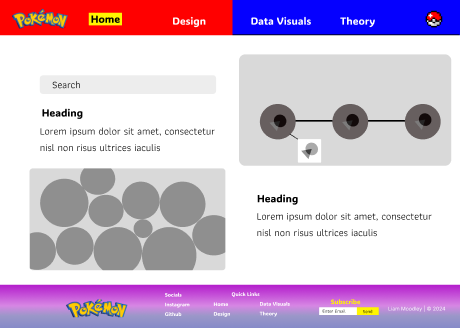 POKéMON
Home
Design
Data Visuals
Theory
Search
Heading
Lorem ipsum dolor sit amet, consectetur
nisl non risus ultrices iaculis
Heading
Lorem ipsum dolor sit amet, consectetur
nisl non risus ultrices iaculis
POKéMON
Socials
Instagram
Github
Quick Links
Home
Data Visuals
Design
Theory
Subscribe
Enter Email
Send
Liam Moodley | © 2024